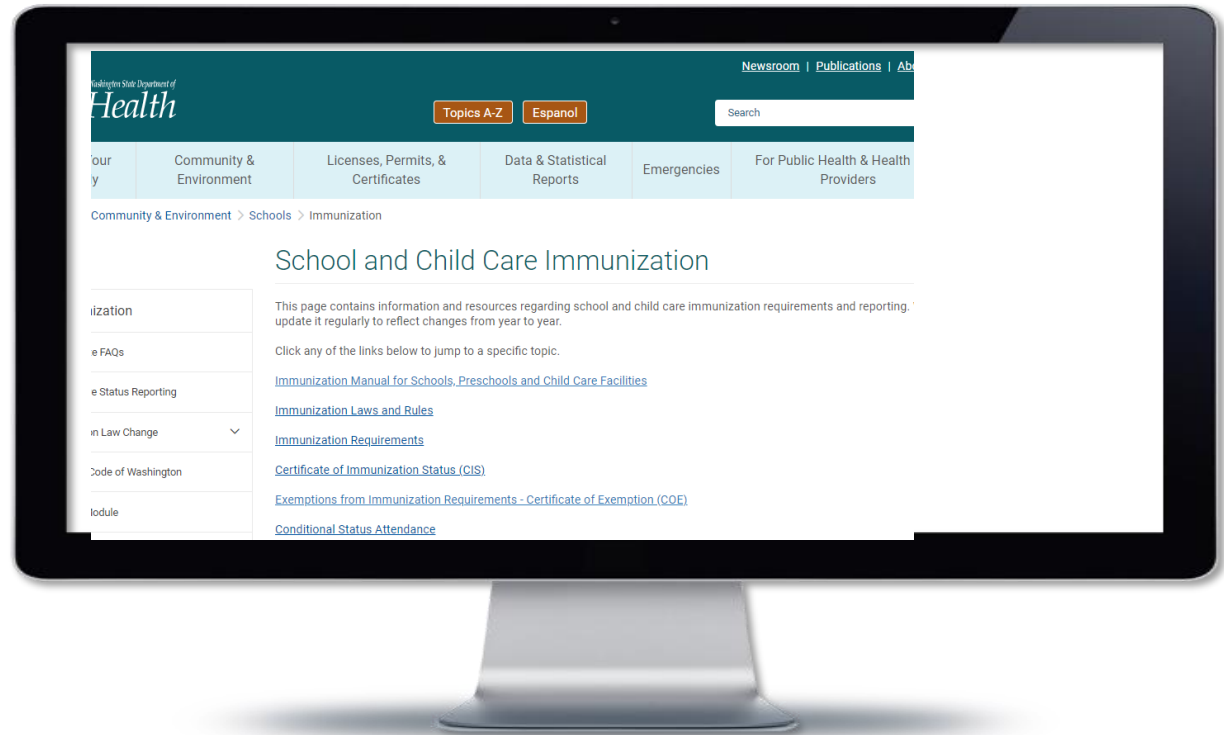 Newsroom | Publications |
Washington State Department of
Health
Topics A-Z Espanol Search
Community & Environment
Licenses, Permits, & Certificates
Data & Statistical Reports
Emergencies
For Public Health & Health Providers
Community & Environment > Schools > Immunization
School and Child Care Immunization
This page contains information and resources regarding school and child care immunization requirements and reporting.
update it regularly to reflect changes from year to year.
Click any of the links below to jump to a specific topic.
Immunization Manual for Schools, Preschools and Child Care Facilities
Immunization Laws and Rules
Immunization Requirements
Certificate of Immunization Status (CIS)
Exemptions from Immunization Requirements - Certificate of Exemption (COE)
Conditional Status Attendance
FAQs
Status Reporting
Law Change
Code of Washington